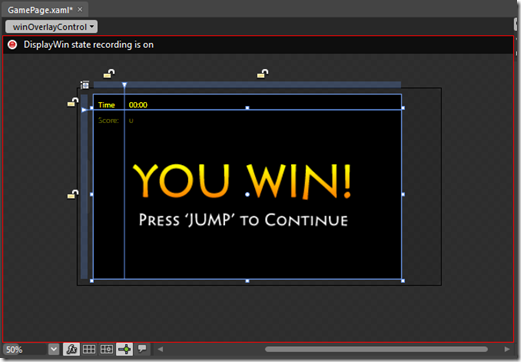 GamePage.xaml*
winOverlayControl
DisplayWin state recording is on
Time 00:00
Score: u
YOU WIN!
PRESS ‘JUMP’ TO CONTINUE
50%